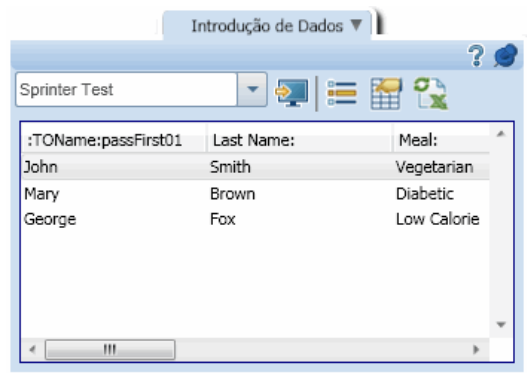 Introdução de Dados ▼
?
Sprinter Test
:TOName:passFirst01 Last Name: Meal:
John Smith Vegetarian
Mary Brown Diabetic
George Fox Low Calorie